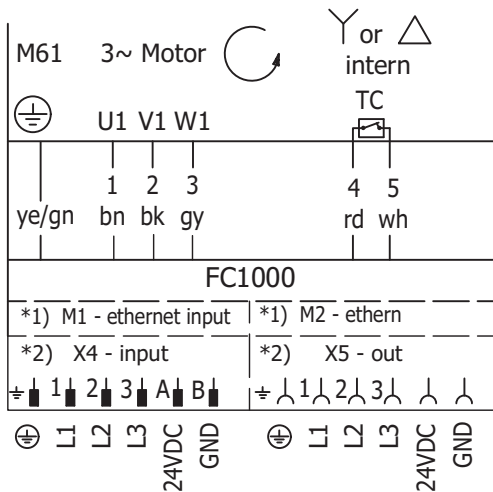 M61 3~ Motor Y or △
intern
TC
U1 V1 W1
1 2 3 4 5
ye/gn bn bk gy rd wh
FC1000
*1) M1 - ethernet input *1) M2 - ethern
*2) X4 - input *2) X5 - out
1 2 3 A B 1 2 3
L1 L2 L3 24VDC GND L1 L2 L3 24VDC GND